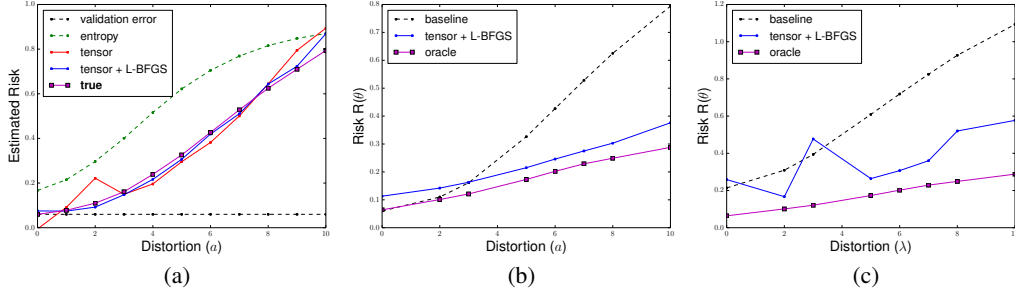 validation error
entropy
tensor
tensor + L-BFGS
true
Estimated Risk
1.0
0.8
0.6
0.4
0.2
0.0
0 2 4 6 8 10
Distortion (a)
(a)
baseline
tensor + L-BFGS
oracle
Risk R(θ)
0.8
0.7
0.6
0.5
0.4
0.3
0.2
0.1
0.0
0 2 4 6 8 10
Distortion (a)
(b)
baseline
tensor + L-BFGS
oracle
Risk R(θ)
1.2
1.0
0.8
0.6
0.4
0.2
0.0
0 2 4 6 8 10
Distortion (λ)
(c)